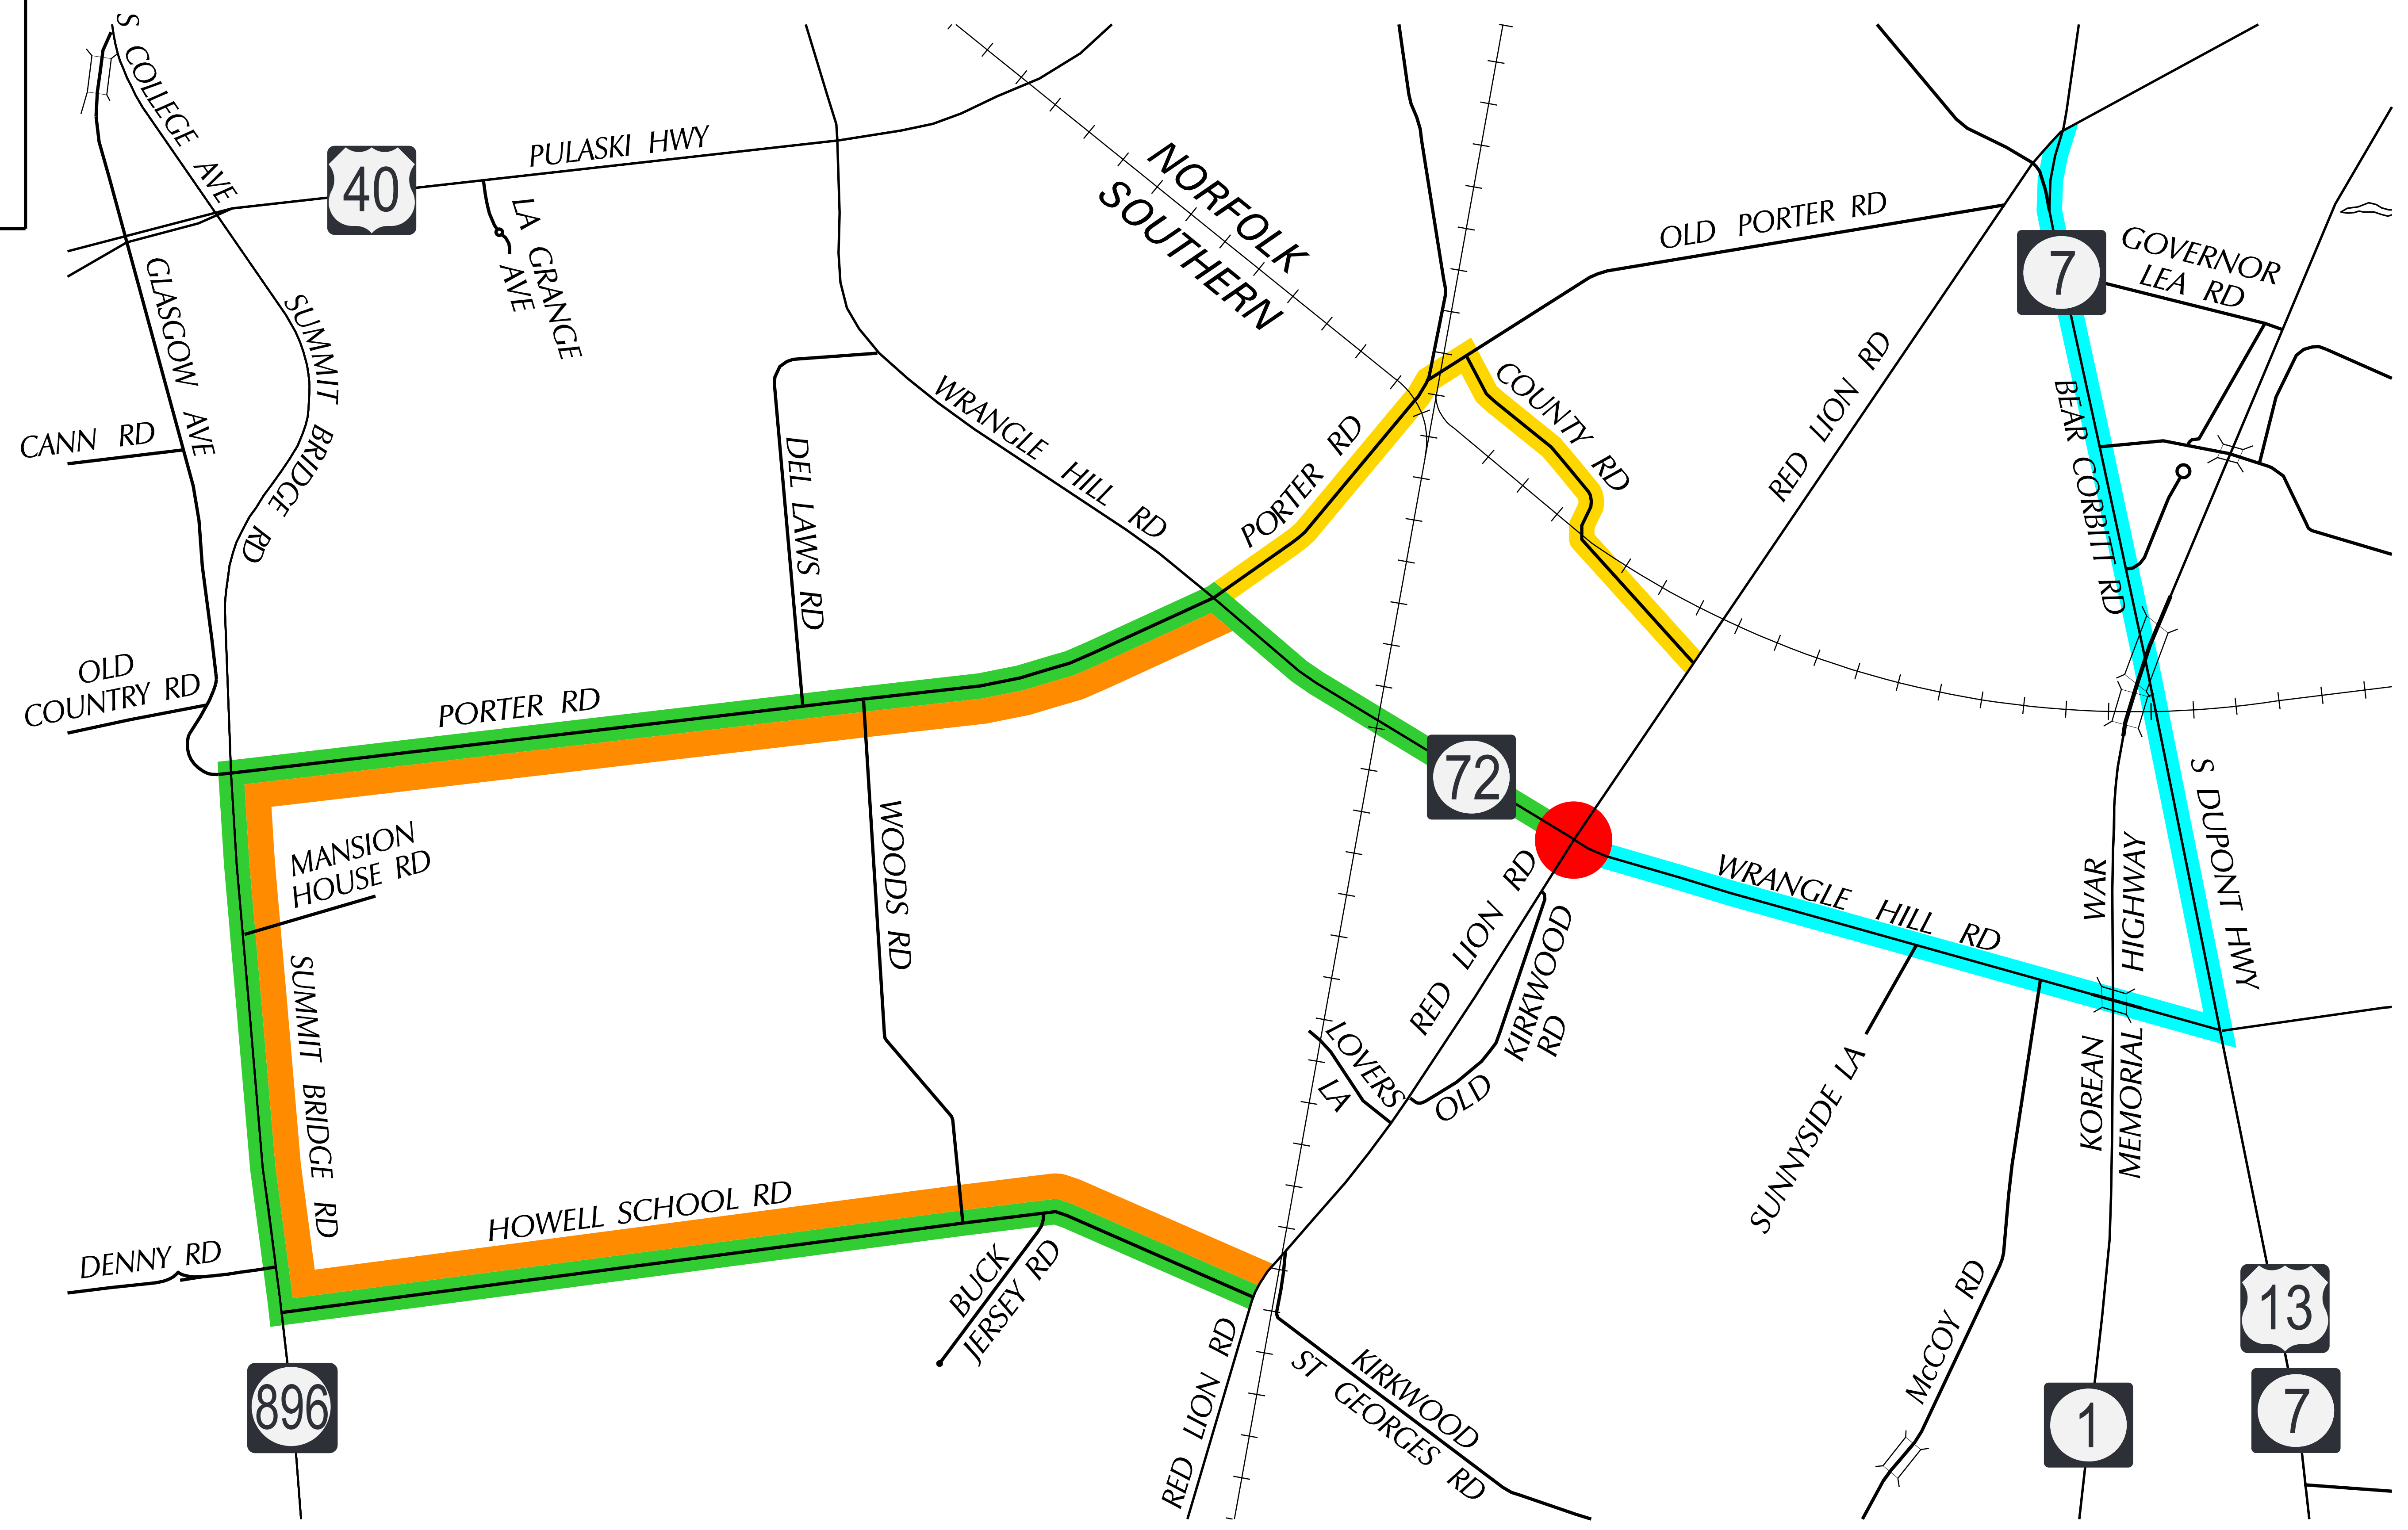 S COLLEGE AVE
40
PULASKI HWY
LA GRANGE
AVE
NORFOLK
SOUTHERN
OLD PORTER RD
7
GOVERNOR
LEA RD
GLASGOW AVE
SUMMIT BRIDGE RD
CANN RD
DEL LAWS RD
WRANGLE HILL RD
PORTER RD
COUNTY RD
RED LION RD
BEAR CORBITT RD
OLD
COUNTRY RD
PORTER RD
72
MANSION
HOUSE RD
WOODS RD
S DUPONT HWY
WRANGLE HILL RD
WAR
HIGHWAY
RED LION RD
OLD KIRKWOOD
RD
LOVERS
LA
SUMMIT BRIDGE RD
SUNNYSIDE LA
KOREAN
MEMORIAL
HOWELL SCHOOL RD
DENNY RD
BUCK
JERSEY RD
McCOY RD
13
896
RED LION RD
KIRKWOOD
ST GEORGES RD
1
7